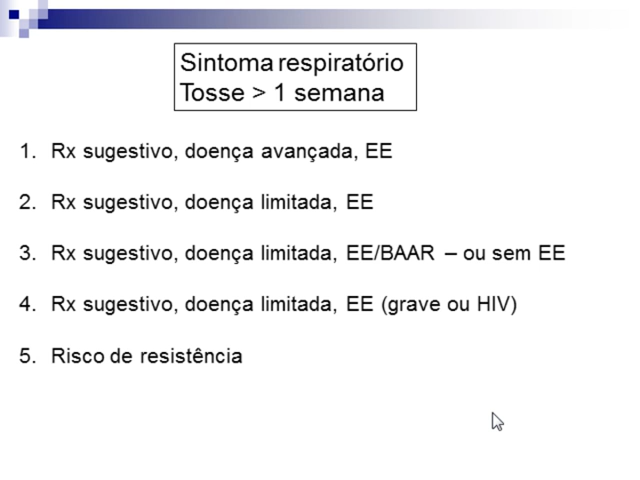 Sintoma respiratório
Tosse > 1 semana
1. Rx sugestivo, doença avançada, EE
2. Rx sugestivo, doença limitada, EE
3. Rx sugestivo, doença limitada, EE/BAAR – ou sem EE
4. Rx sugestivo, doença limitada, EE (grave ou HIV)
5. Risco de resistência